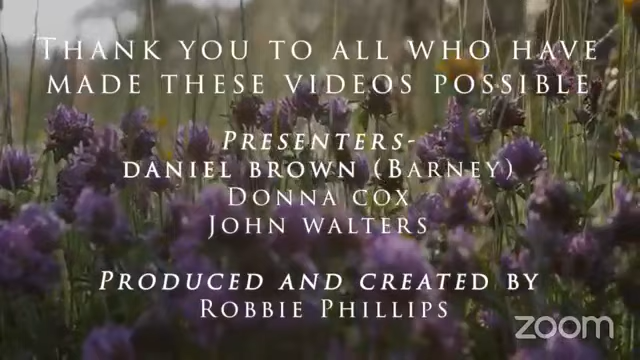 THANK YOU TO ALL WHO HAVE
MADE THESE VIDEOS POSSIBLE
PRESENTERS-
DANIEL BROWN (BARNEY)
DONNA COX
JOHN WALTERS
PRODUCED AND CREATED BY
ROBBIE PHILLIPS
zoom